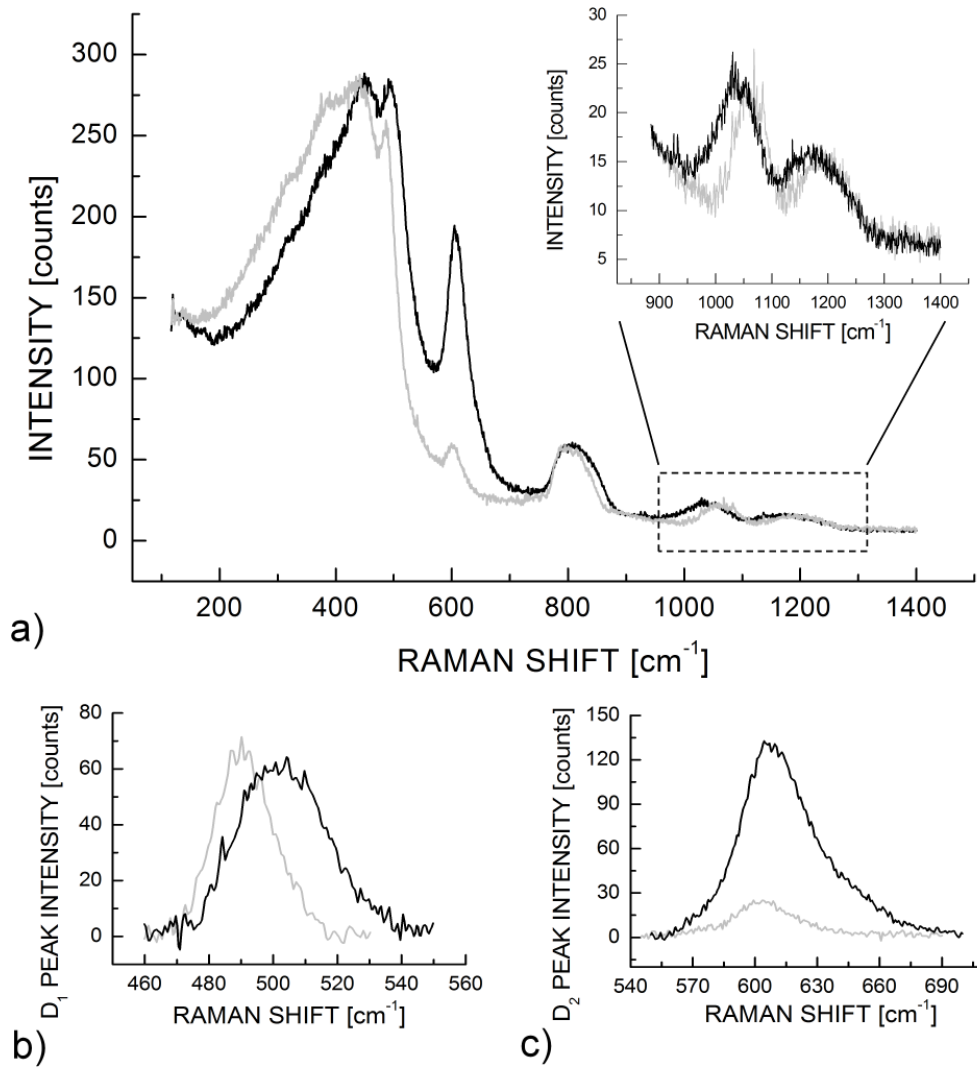 INTENSITY [counts]
300
250
200
150
100
50
0
200 400 600 800 1000 1200 1400
RAMAN SHIFT [cm⁻¹]
a)
INTENSITY [counts]
30
25
20
15
10
5
900 1000 1100 1200 1300 1400
RAMAN SHIFT [cm⁻¹]
D₁ PEAK INTENSITY [counts]
80
60
40
20
0
460 480 500 520 540 560
RAMAN SHIFT [cm⁻¹]
b)
D₂ PEAK INTENSITY [counts]
150
120
90
60
30
0
540 570 600 630 660 690
RAMAN SHIFT [cm⁻¹]
c)